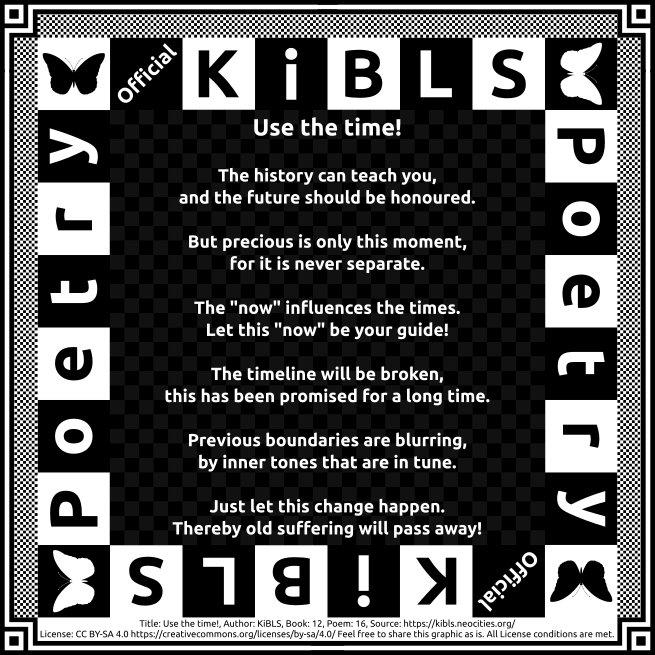 Official KiBLS
Poetry
Poetry
Use the time!
The history can teach you,
and the future should be honoured.
But precious is only this moment,
for it is never separate.
The "now" influences the times.
Let this "now" be your guide!
The timeline will be broken,
this has been promised for a long time.
Previous boundaries are blurring,
by inner tones that are in tune.
Just let this change happen.
Thereby old suffering will pass away!
Official KiBLS
Title: Use the time!, Author: KiBLS, Book: 12, Poem: 16, Source: https://kibls.neocities.org/
License: CC BY-SA 4.0 https://creativecommons.org/licenses/by-sa/4.0/ Feel free to share this graphic as is. All License conditions are met.